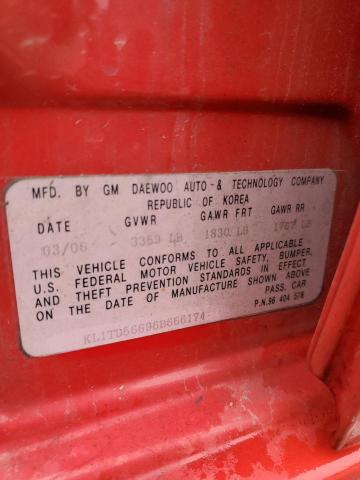 MFD. BY GM DAEWOO AUTO & TECHNOLOGY COMPANY
REPUBLIC OF KOREA
DATE GVWR GAWR FRT GAWR RR
03/06 3359 LB 1830 LB 1767 LB
THIS VEHICLE CONFORMS TO ALL APPLICABLE
U.S. FEDERAL MOTOR VEHICLE SAFETY, BUMPER,
AND THEFT PREVENTION STANDARDS IN EFFECT
ON THE DATE OF MANUFACTURE SHOWN ABOVE
PASS. CAR
KL1TD56696B666174
P.N.96 404 578